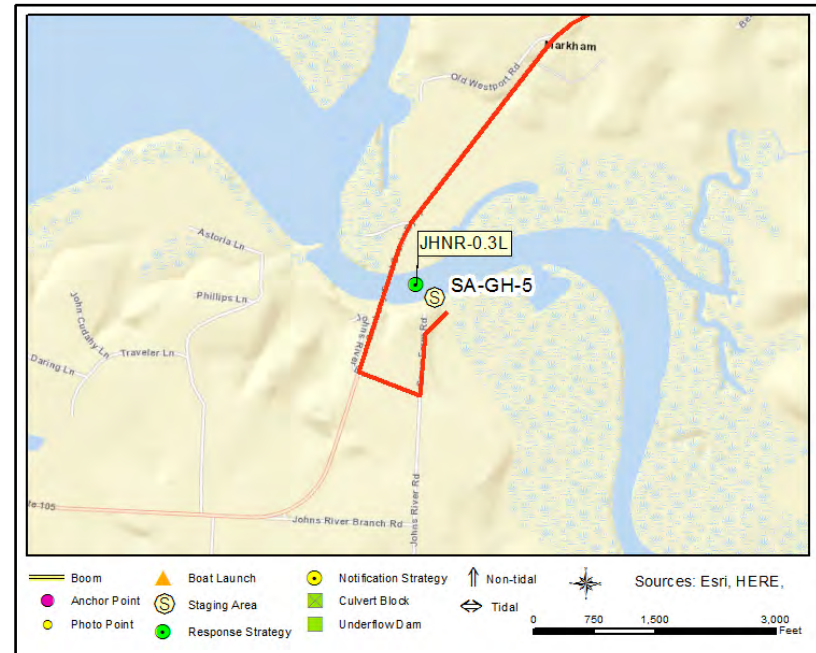 Markham
Old Westport Rd
Astoria Ln
JHNR-0.3L
SA-GH-5
S
Phillips Ln
John Cudahy Ln
Johns River
Traveler Ln
Daring Ln
Rd
Johns River Rd
te 105
Johns River Branch Rd
Boom
Boat Launch
Notification Strategy
Non-tidal
Sources: Esri, HERE,
Anchor Point
S
Staging Area
Culvert Block
Tidal
Photo Point
Response Strategy
Underflow Dam
0 750 1,500 3,000
Feet